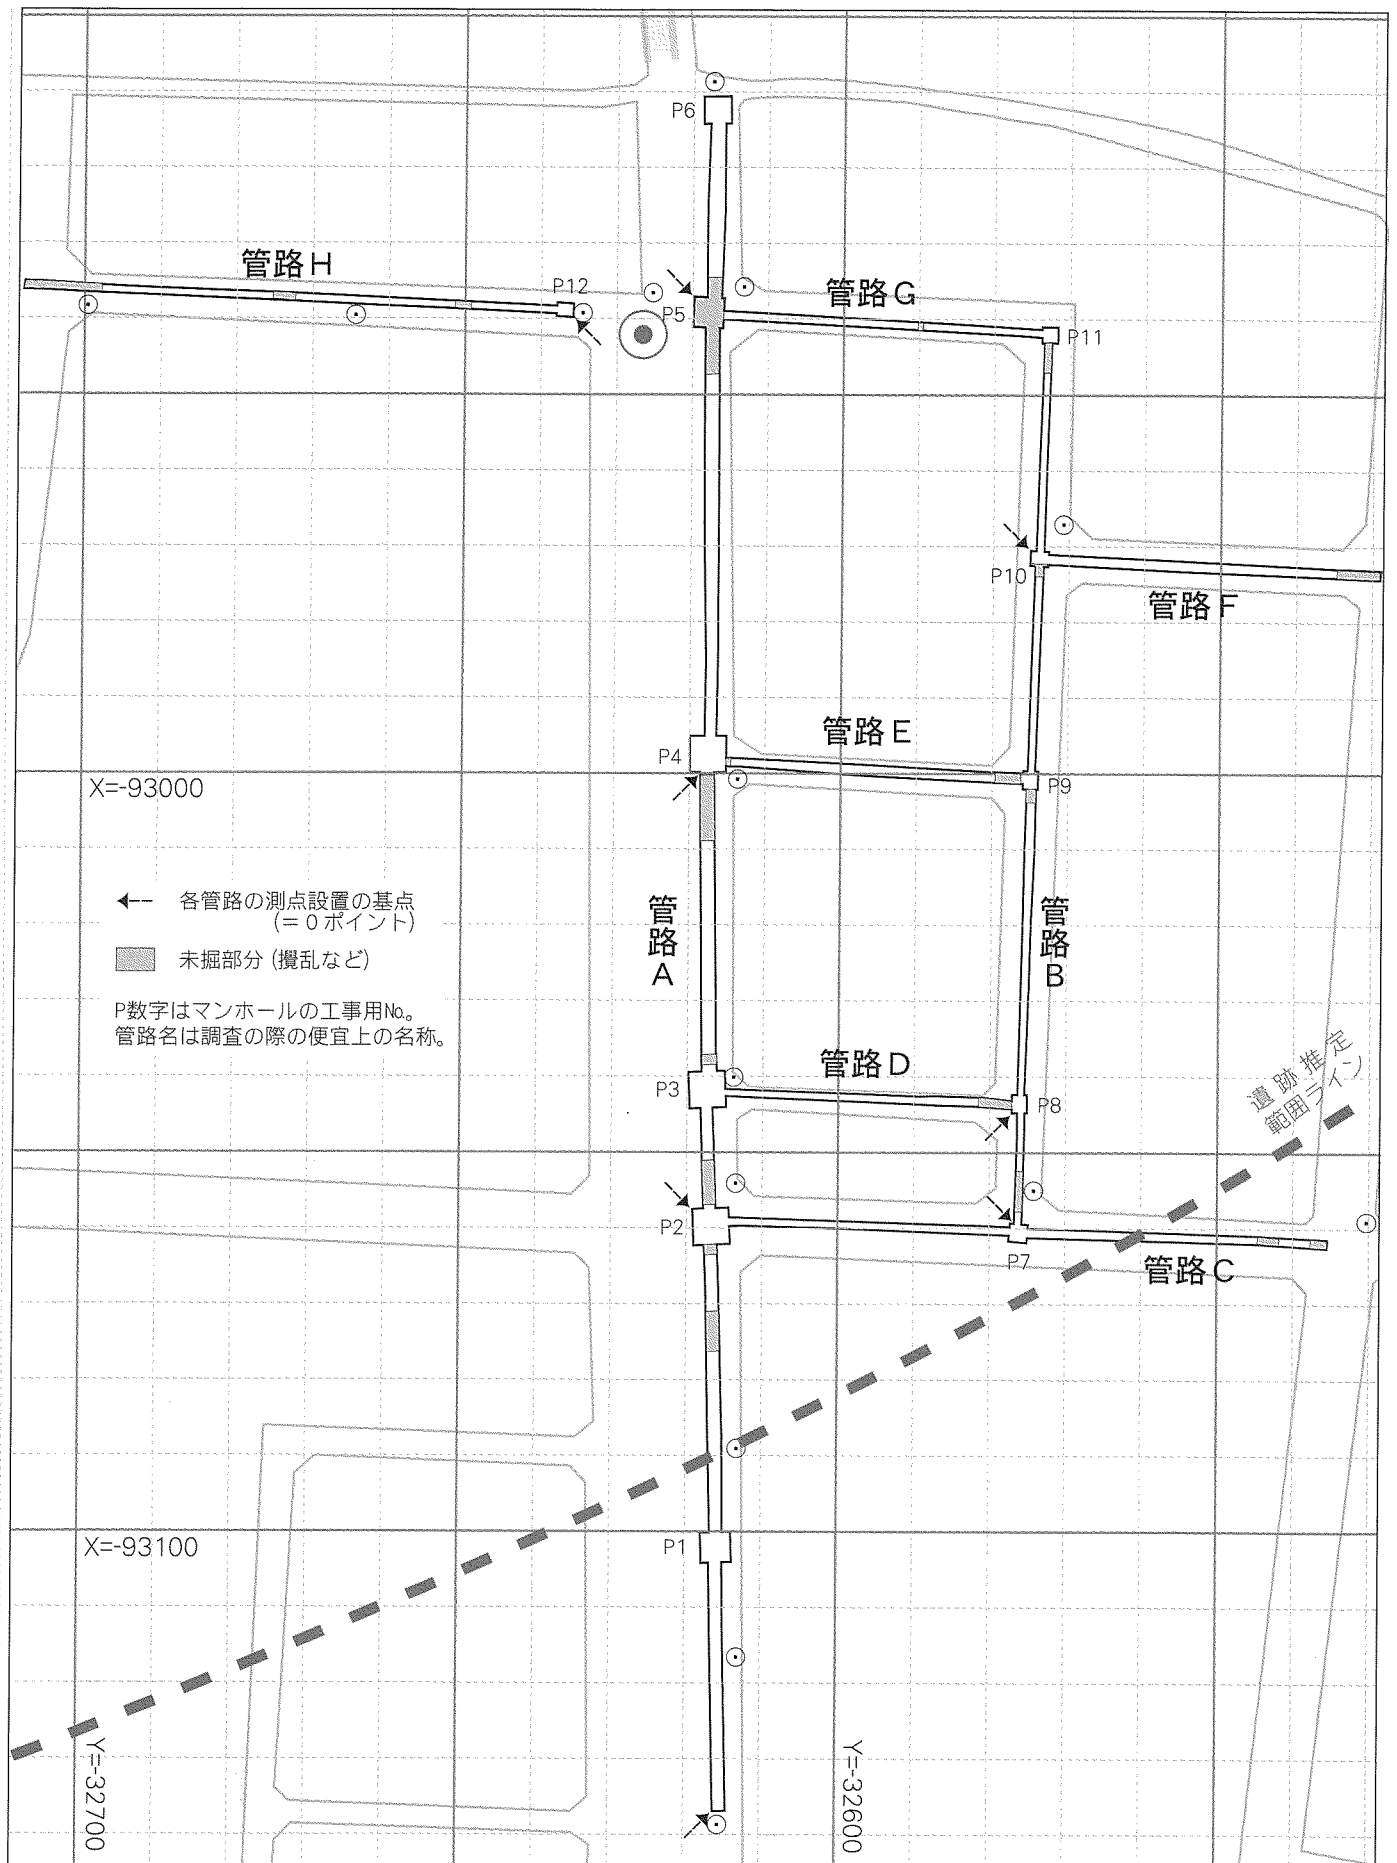 P6
管路H
P12
管路G
P5
P11
P10
管路F
管路E
P4
P9
X=-93000
各管路の測点設置の基点
(=0ポイント)
未掘部分(攪乱など)
P数字はマンホールの工事用No.。
管路名は調査の際の便宜上の名称。
管路A
管路B
遺跡推定
範囲ライン
管路D
P3
P8
P2
P7
管路C
X=-93100
P1
Y=-32700
Y=-32600